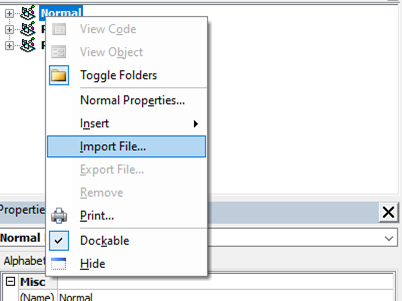 Normal
View Code
View Object
Toggle Folders
Normal Properties...
Insert
Import File...
Export File...
Remove
Print...
Dockable
Hide
Properties
Normal
Alphabet
Misc
(Name) Normal